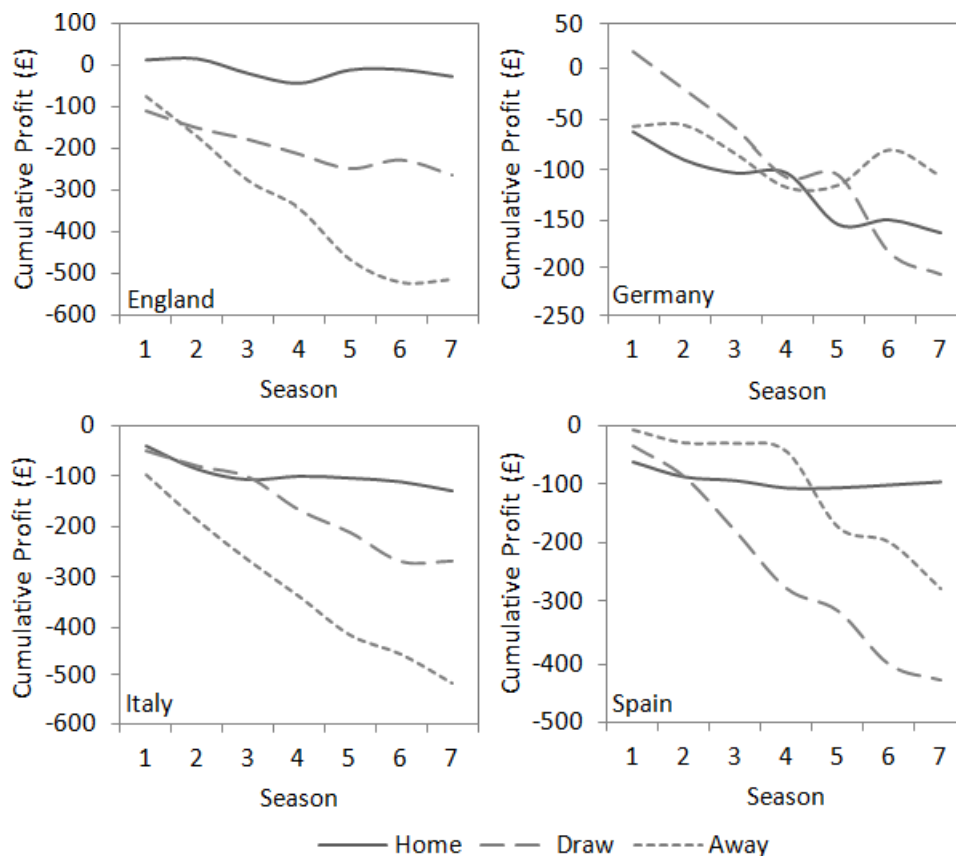 Cumulative Profit (£)
100
0
-100
-200
-300
-400
-500
-600
England
1 2 3 4 5 6 7
Season
Cumulative Profit (£)
50
0
-50
-100
-150
-200
-250
Germany
1 2 3 4 5 6 7
Season
Cumulative Profit (£)
0
-100
-200
-300
-400
-500
-600
Italy
1 2 3 4 5 6 7
Season
Cumulative Profit (£)
0
-100
-200
-300
-400
-500
Spain
1 2 3 4 5 6 7
Season
Home Draw Away